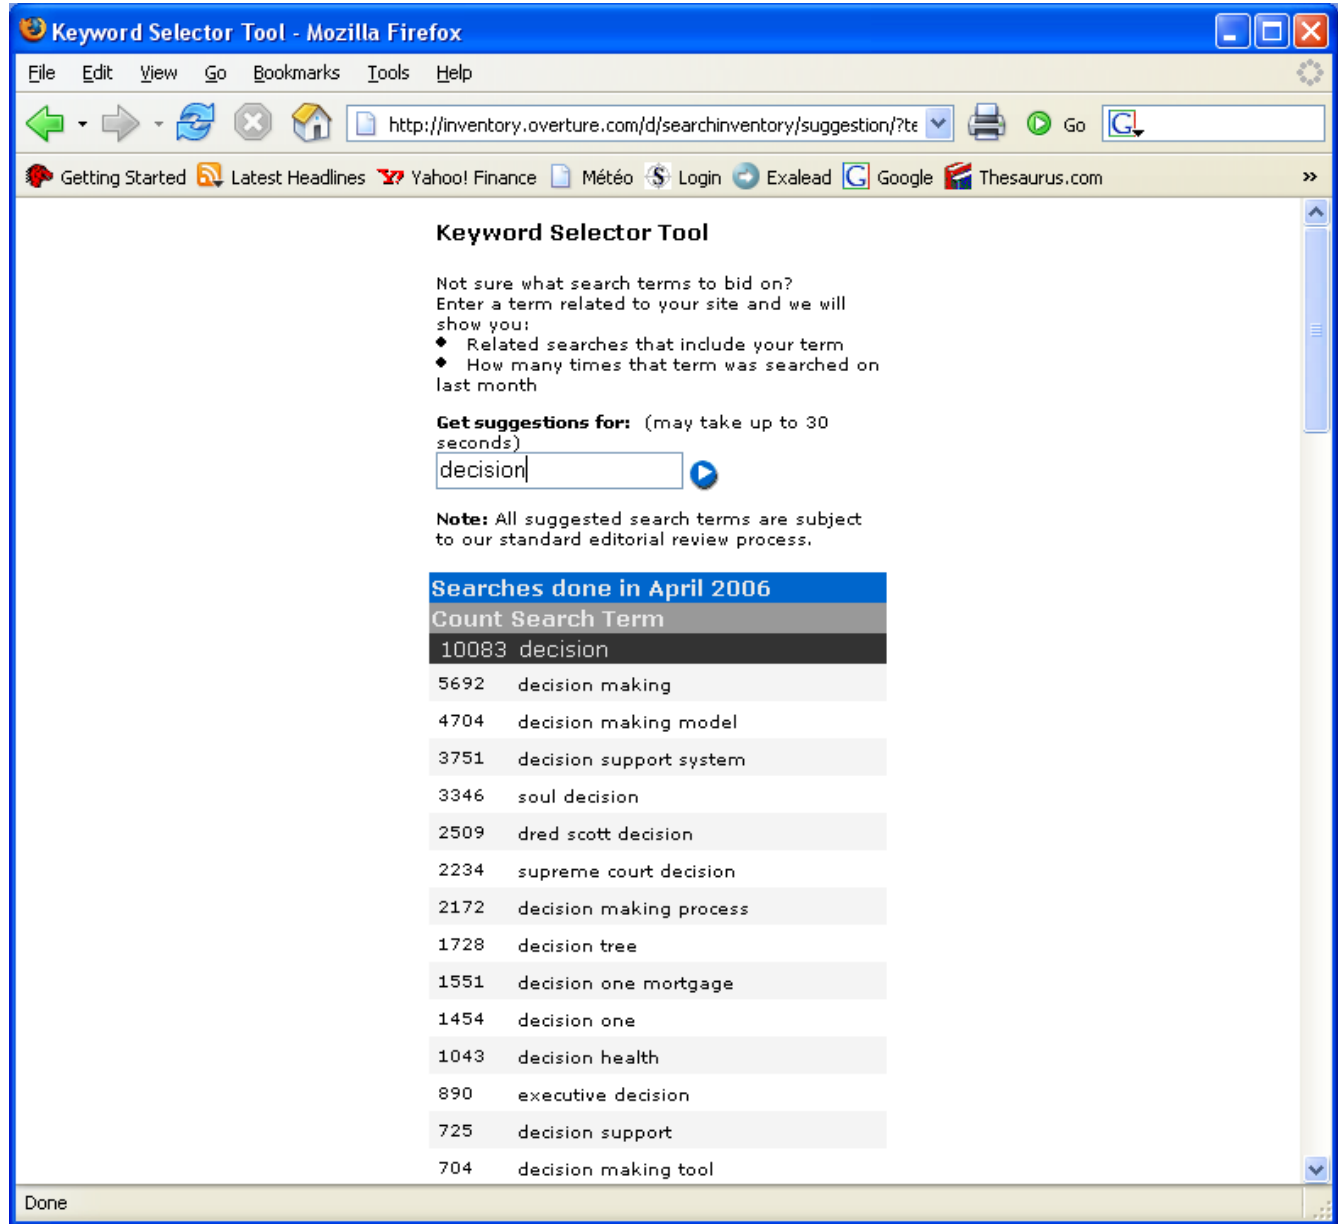 Keyword Selector Tool - Mozilla Firefox
File Edit View Go Bookmarks Tools Help
http://inventory.overture.com/d/searchinventory/suggestion/?te Go G
Getting Started Latest Headlines Y? Yahoo! Finance Météo $ Login Exalead G Google Thesaurus.com »
Keyword Selector Tool
Not sure what search terms to bid on?
Enter a term related to your site and we will
show you:
Related searches that include your term
How many times that term was searched on
last month
Get suggestions for: (may take up to 30
seconds)
decision
Note: All suggested search terms are subject
to our standard editorial review process.
Searches done in April 2006
Count Search Term
10083 decision
5692 decision making
4704 decision making model
3751 decision support system
3346 soul decision
2509 dred scott decision
2234 supreme court decision
2172 decision making process
1728 decision tree
1551 decision one mortgage
1454 decision one
1043 decision health
890 executive decision
725 decision support
704 decision making tool
Done